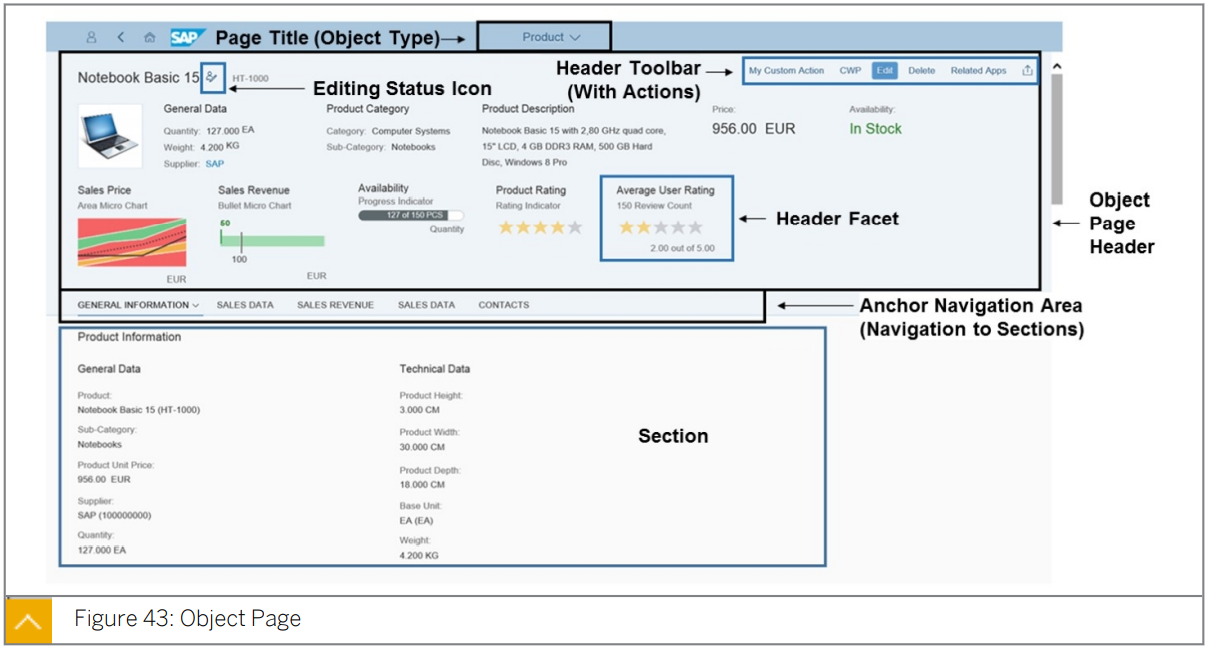 SAP Page Title (Object Type) Product
Notebook Basic 15 HT-1000
Editing Status Icon
Header Toolbar
(With Actions)
My Custom Action CWP Edit Delete Related Apps
General Data
Quantity: 127.000 EA
Weight: 4.200 KG
Supplier: SAP
Product Category
Category: Computer Systems
Sub-Category: Notebooks
Product Description
Notebook Basic 15 with 2,80 GHz quad core,
15" LCD, 4 GB DDR3 RAM, 500 GB Hard
Disc, Windows 8 Pro
Price:
956.00 EUR
Availability:
In Stock
Sales Price
Area Micro Chart
EUR
Sales Revenue
Bullet Micro Chart
60
100
EUR
Availability
Progress Indicator
127 of 150 PCS
Quantity
Product Rating
Rating Indicator
Average User Rating
150 Review Count
2.00 out of 5.00
Header Facet
Object
Page
Header
GENERAL INFORMATION SALES DATA SALES REVENUE SALES DATA CONTACTS
Anchor Navigation Area
(Navigation to Sections)
Product Information
General Data
Product:
Notebook Basic 15 (HT-1000)
Sub-Category:
Notebooks
Product Unit Price:
956.00 EUR
Supplier:
SAP (100000000)
Quantity:
127.000 EA
Technical Data
Product Height:
3.000 CM
Product Width:
30.000 CM
Product Depth:
18.000 CM
Base Unit:
EA (EA)
Weight:
4.200 KG
Section
Figure 43: Object Page